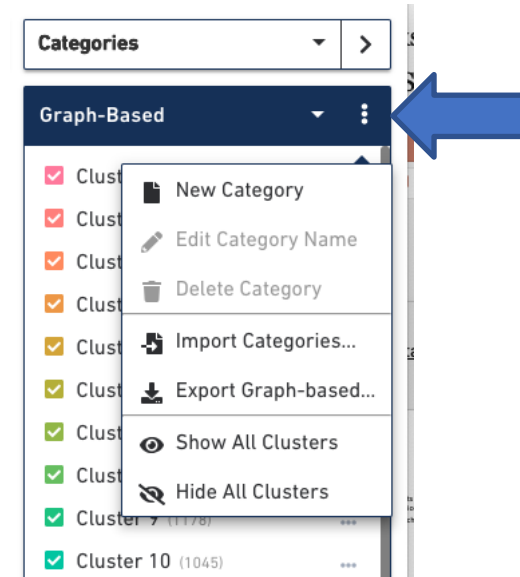 Categories
Graph-Based
Clust
New Category
Clust
Edit Category Name
Clust
Delete Category
Clust
Import Categories...
Clust
Export Graph-based...
Clust
Show All Clusters
Clust
Hide All Clusters
Clust
Cluster 9 (1178)
Cluster 10 (1045)